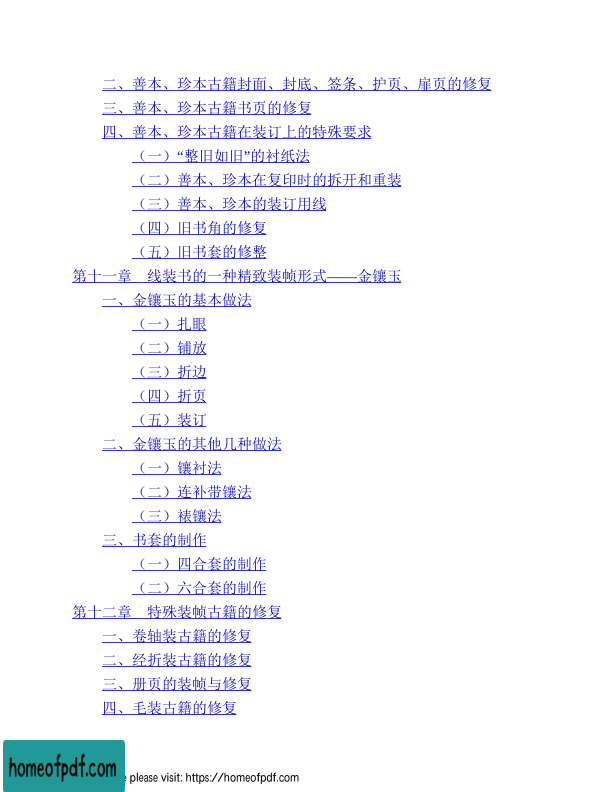 二、善本、珍本古籍封面、封底、签条、护页、扉页的修复
三、善本、珍本古籍书页的修复
四、善本、珍本古籍在装订上的特殊要求
（一）“整旧如旧”的衬纸法
（二）善本、珍本在复印时的拆开和重装
（三）善本、珍本的装订用线
（四）旧书角的修复
（五）旧书套的修整
第十一章　线装书的一种精致装帧形式——金镶玉
一、金镶玉的基本做法
（一）扎眼
（二）铺放
（三）折边
（四）折页
（五）装订
二、金镶玉的其他几种做法
（一）镶衬法
（二）连补带镶法
（三）裱镶法
三、书套的制作
（一）四合套的制作
（二）六合套的制作
第十二章　特殊装帧古籍的修复
一、卷轴装古籍的修复
二、经折装古籍的修复
三、册页的装帧与修复
四、毛装古籍的修复
homeofpdf.com
e please visit: https://homeofpdf.com